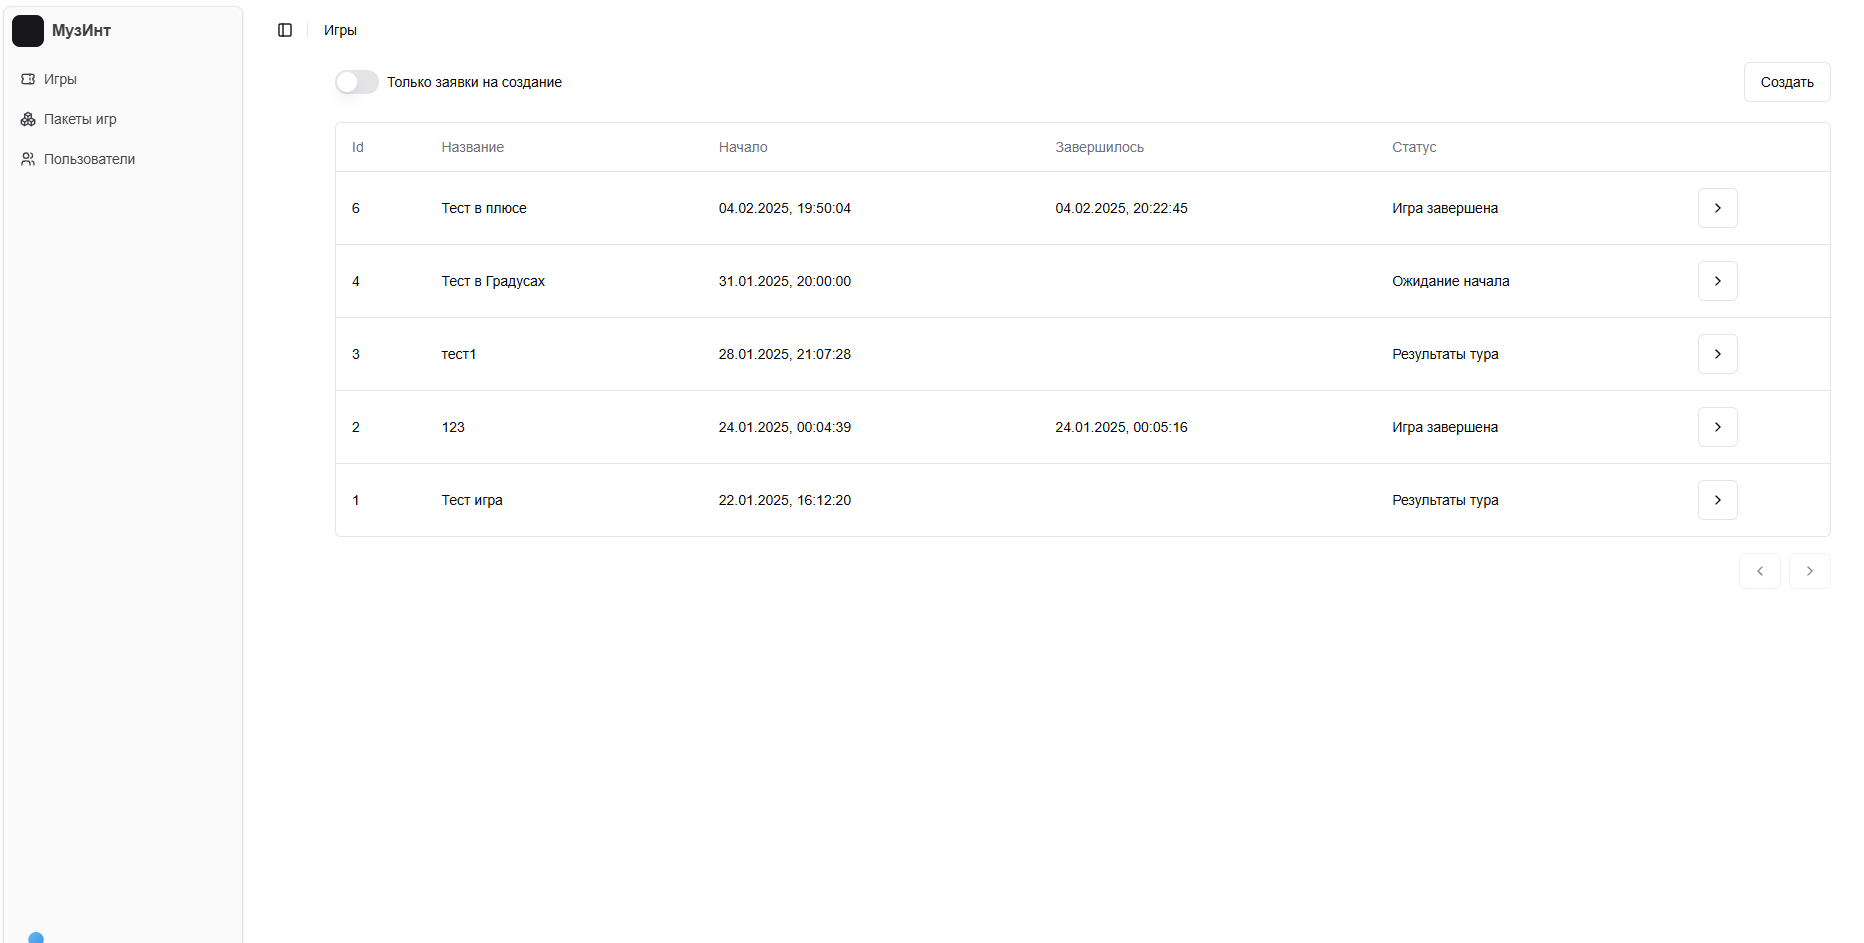 МузИнт
Игры
Пакеты игр
Пользователи
Игры
Только заявки на создание
Создать
Id Название Начало Завершилось Статус
6 Тест в плюсе 04.02.2025, 19:50:04 04.02.2025, 20:22:45 Игра завершена
4 Тест в Градусах 31.01.2025, 20:00:00 Ожидание начала
3 тест1 28.01.2025, 21:07:28 Результаты тура
2 123 24.01.2025, 00:04:39 24.01.2025, 00:05:16 Игра завершена
1 Тест игра 22.01.2025, 16:12:20 Результаты тура